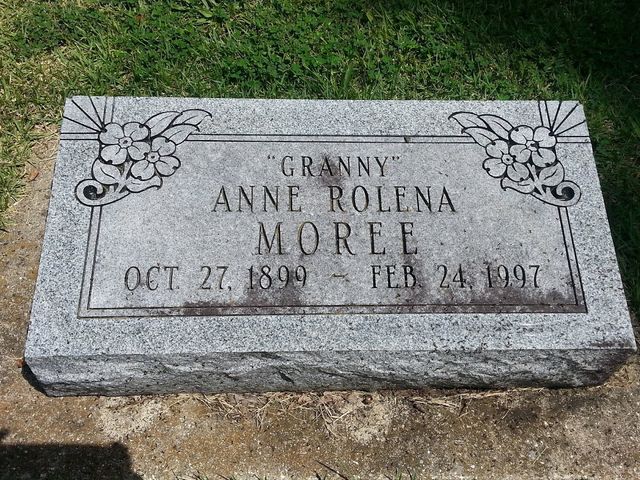 "GRANNY"
ANNE ROLENA
MOREE
OCT. 27, 1899 – FEB. 24, 1997